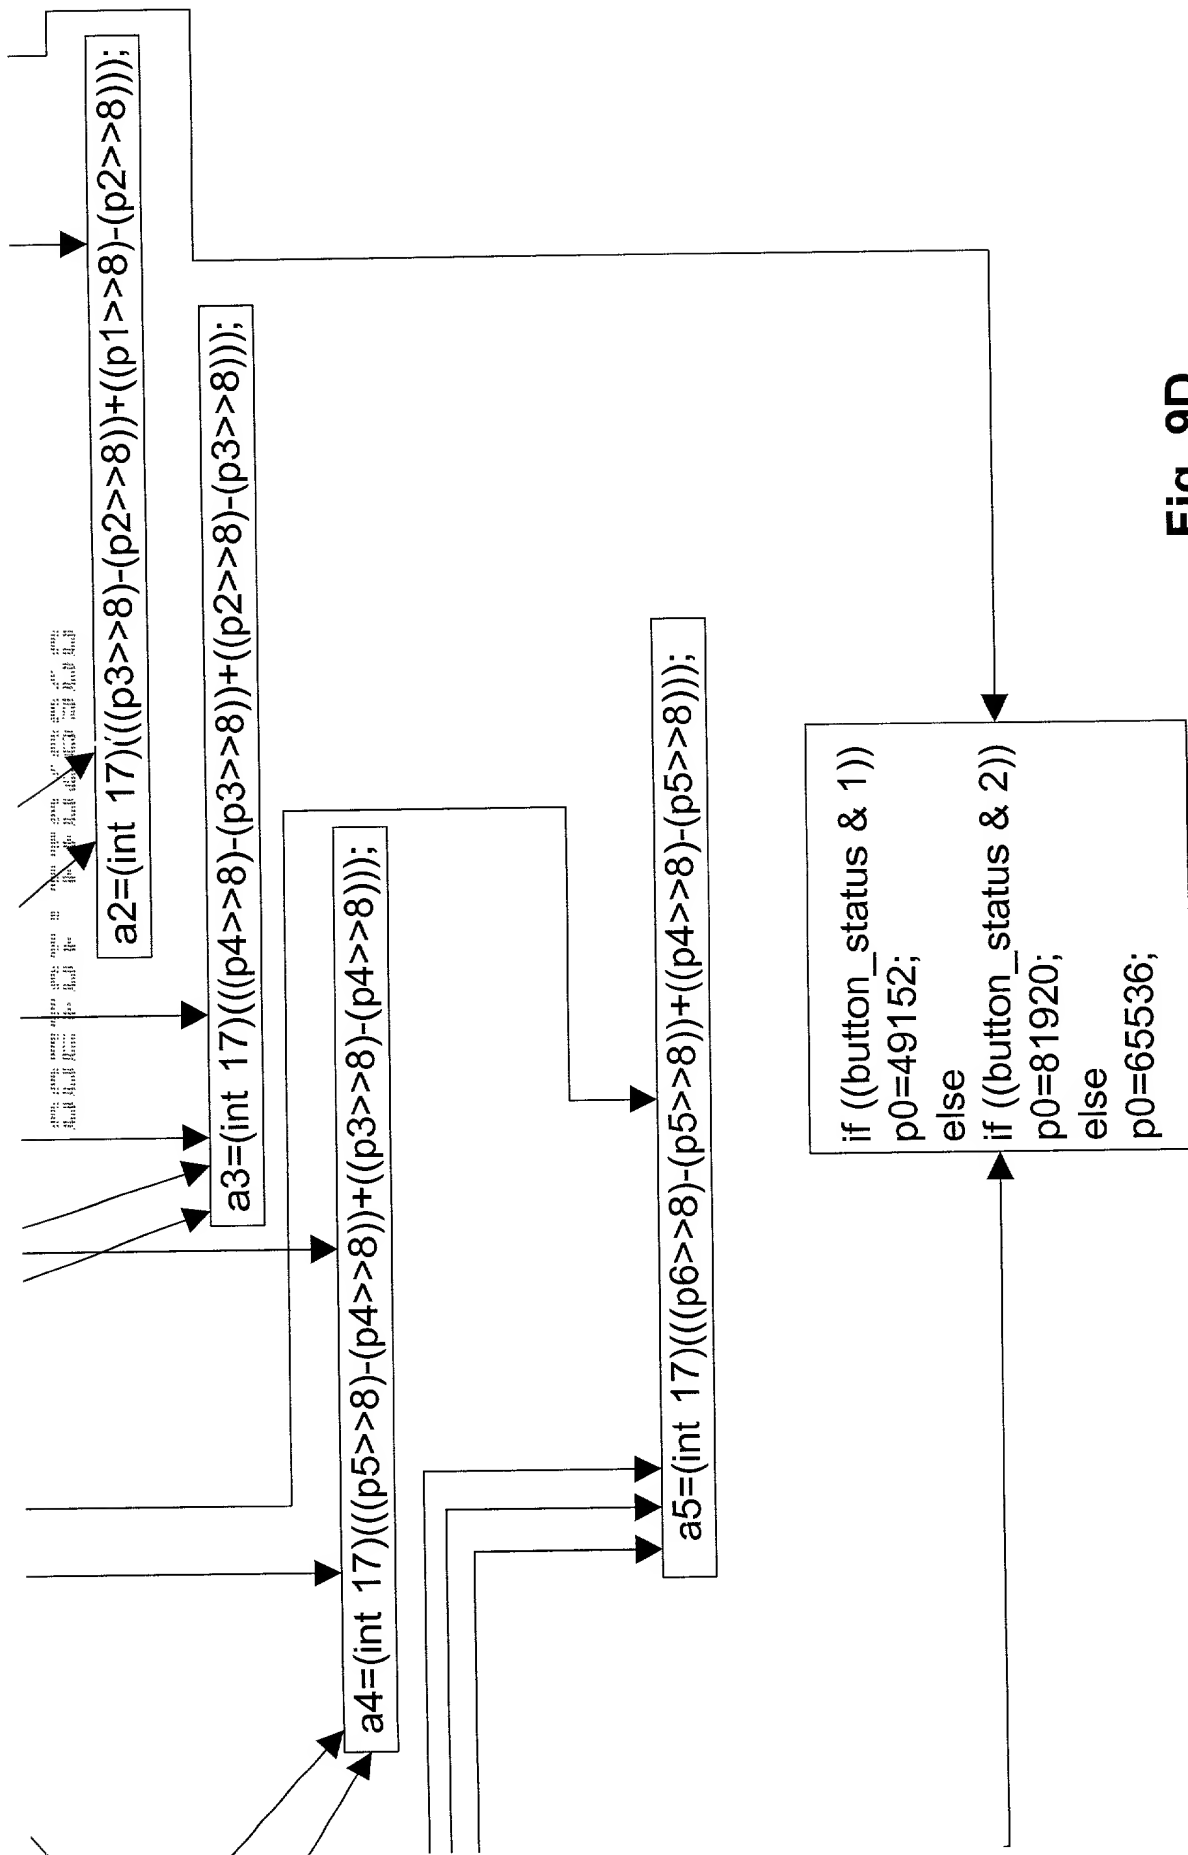 a2=(int 17)(((p3>>8)-(p2>>8))+((p1>>8)-(p2>>8)));
a3=(int 17)(((p4>>8)-(p3>>8))+((p2>>8)-(p3>>8)));
a4=(int 17)(((p5>>8)-(p4>>8))+((p3>>8)-(p4>>8)));
a5=(int 17)(((p6>>8)-(p5>>8))+((p4>>8)-(p5>>8)));
if ((button_status & 1))
p0=49152;
else
if ((button_status & 2))
p0=81920;
else
p0=65536;
Fig. 9D